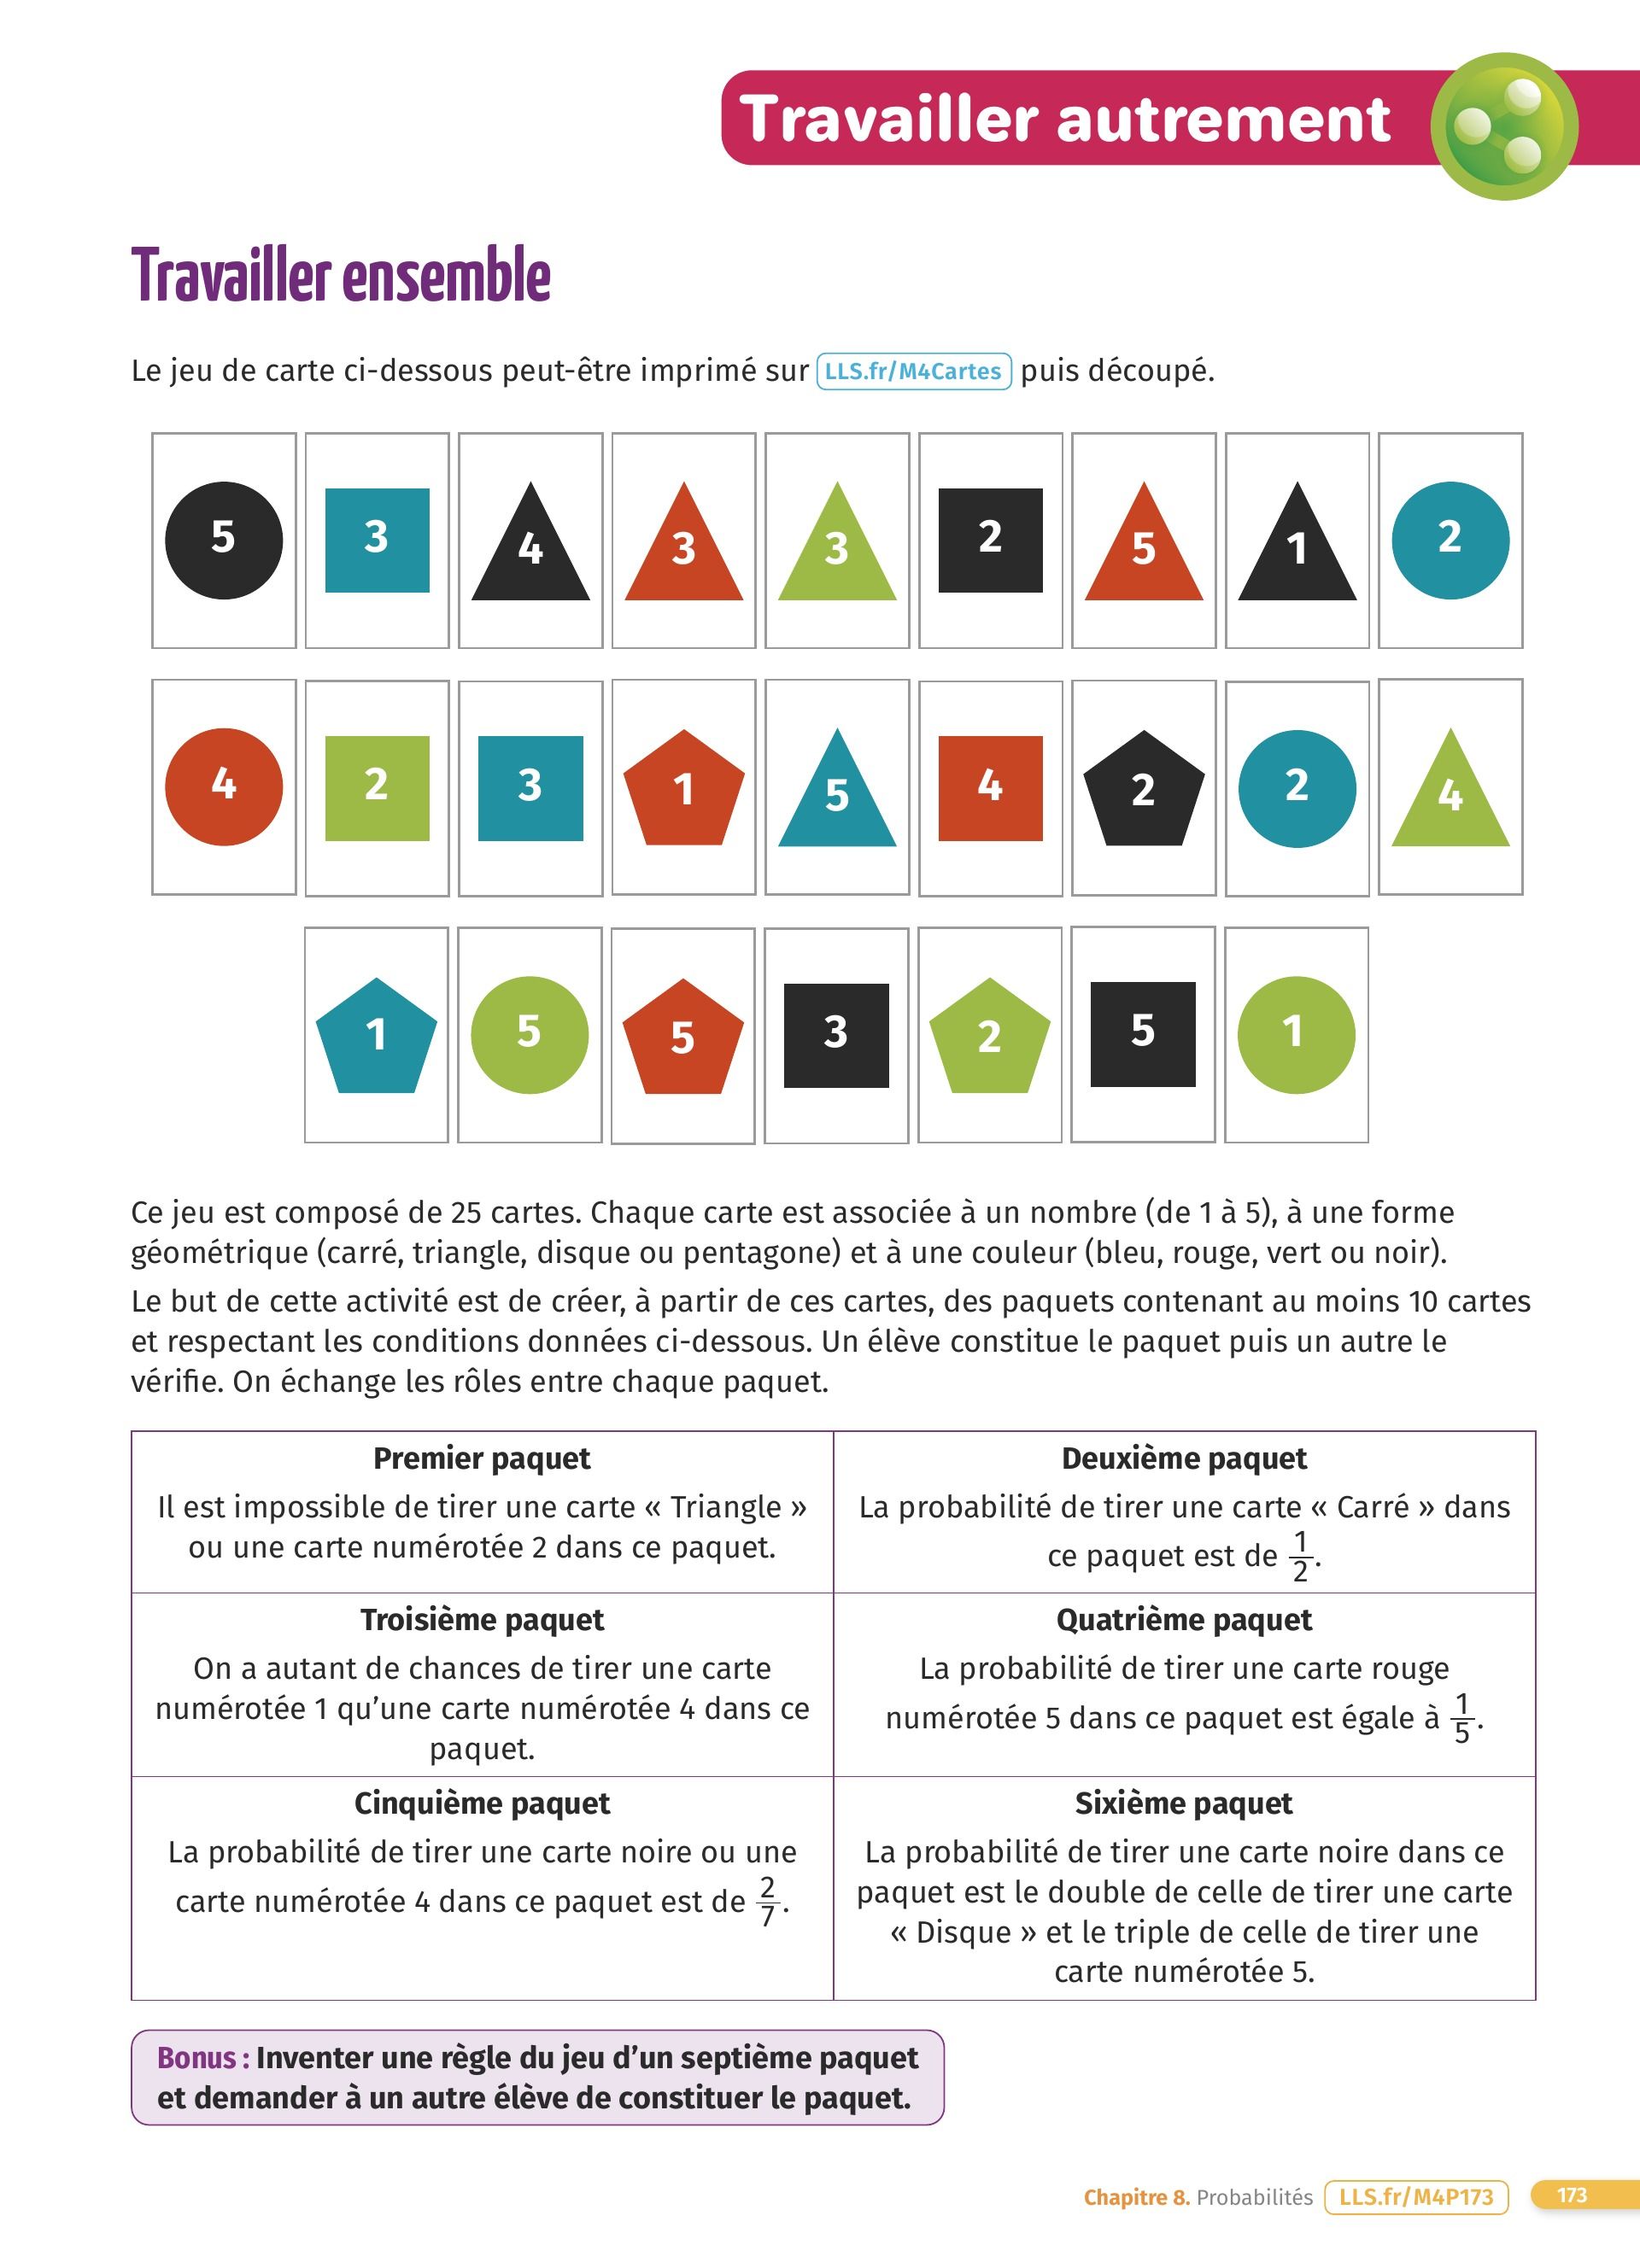 Travailler autrement
Travailler ensemble
Le jeu de carte ci-dessous peut-être imprimé sur LLS.fr/M4Cartes puis découpé.
5 3 4 3 3 2 5 1 2
4 2 3 1 5 4 2 2 4
1 5 5 3 2 5 1
Ce jeu est composé de 25 cartes. Chaque carte est associée à un nombre (de 1 à 5), à une forme
géométrique (carré, triangle, disque ou pentagone) et à une couleur (bleu, rouge, vert ou noir).
Le but de cette activité est de créer, à partir de ces cartes, des paquets contenant au moins 10 cartes
et respectant les conditions données ci-dessous. Un élève constitue le paquet puis un autre le
vérifie. On échange les rôles entre chaque paquet.
Premier paquet
Il est impossible de tirer une carte « Triangle »
ou une carte numérotée 2 dans ce paquet.
Deuxième paquet
La probabilité de tirer une carte « Carré » dans
ce paquet est de 1/2.
Troisième paquet
On a autant de chances de tirer une carte
numérotée 1 qu’une carte numérotée 4 dans ce
paquet.
Quatrième paquet
La probabilité de tirer une carte rouge
numérotée 5 dans ce paquet est égale à 1/5.
Cinquième paquet
La probabilité de tirer une carte noire ou une
carte numérotée 4 dans ce paquet est de 2/7.
Sixième paquet
La probabilité de tirer une carte noire dans ce
paquet est le double de celle de tirer une carte
« Disque » et le triple de celle de tirer une
carte numérotée 5.
Bonus : Inventer une règle du jeu d’un septième paquet
et demander à un autre élève de constituer le paquet.
Chapitre 8. Probabilités LLS.fr/M4P173 173